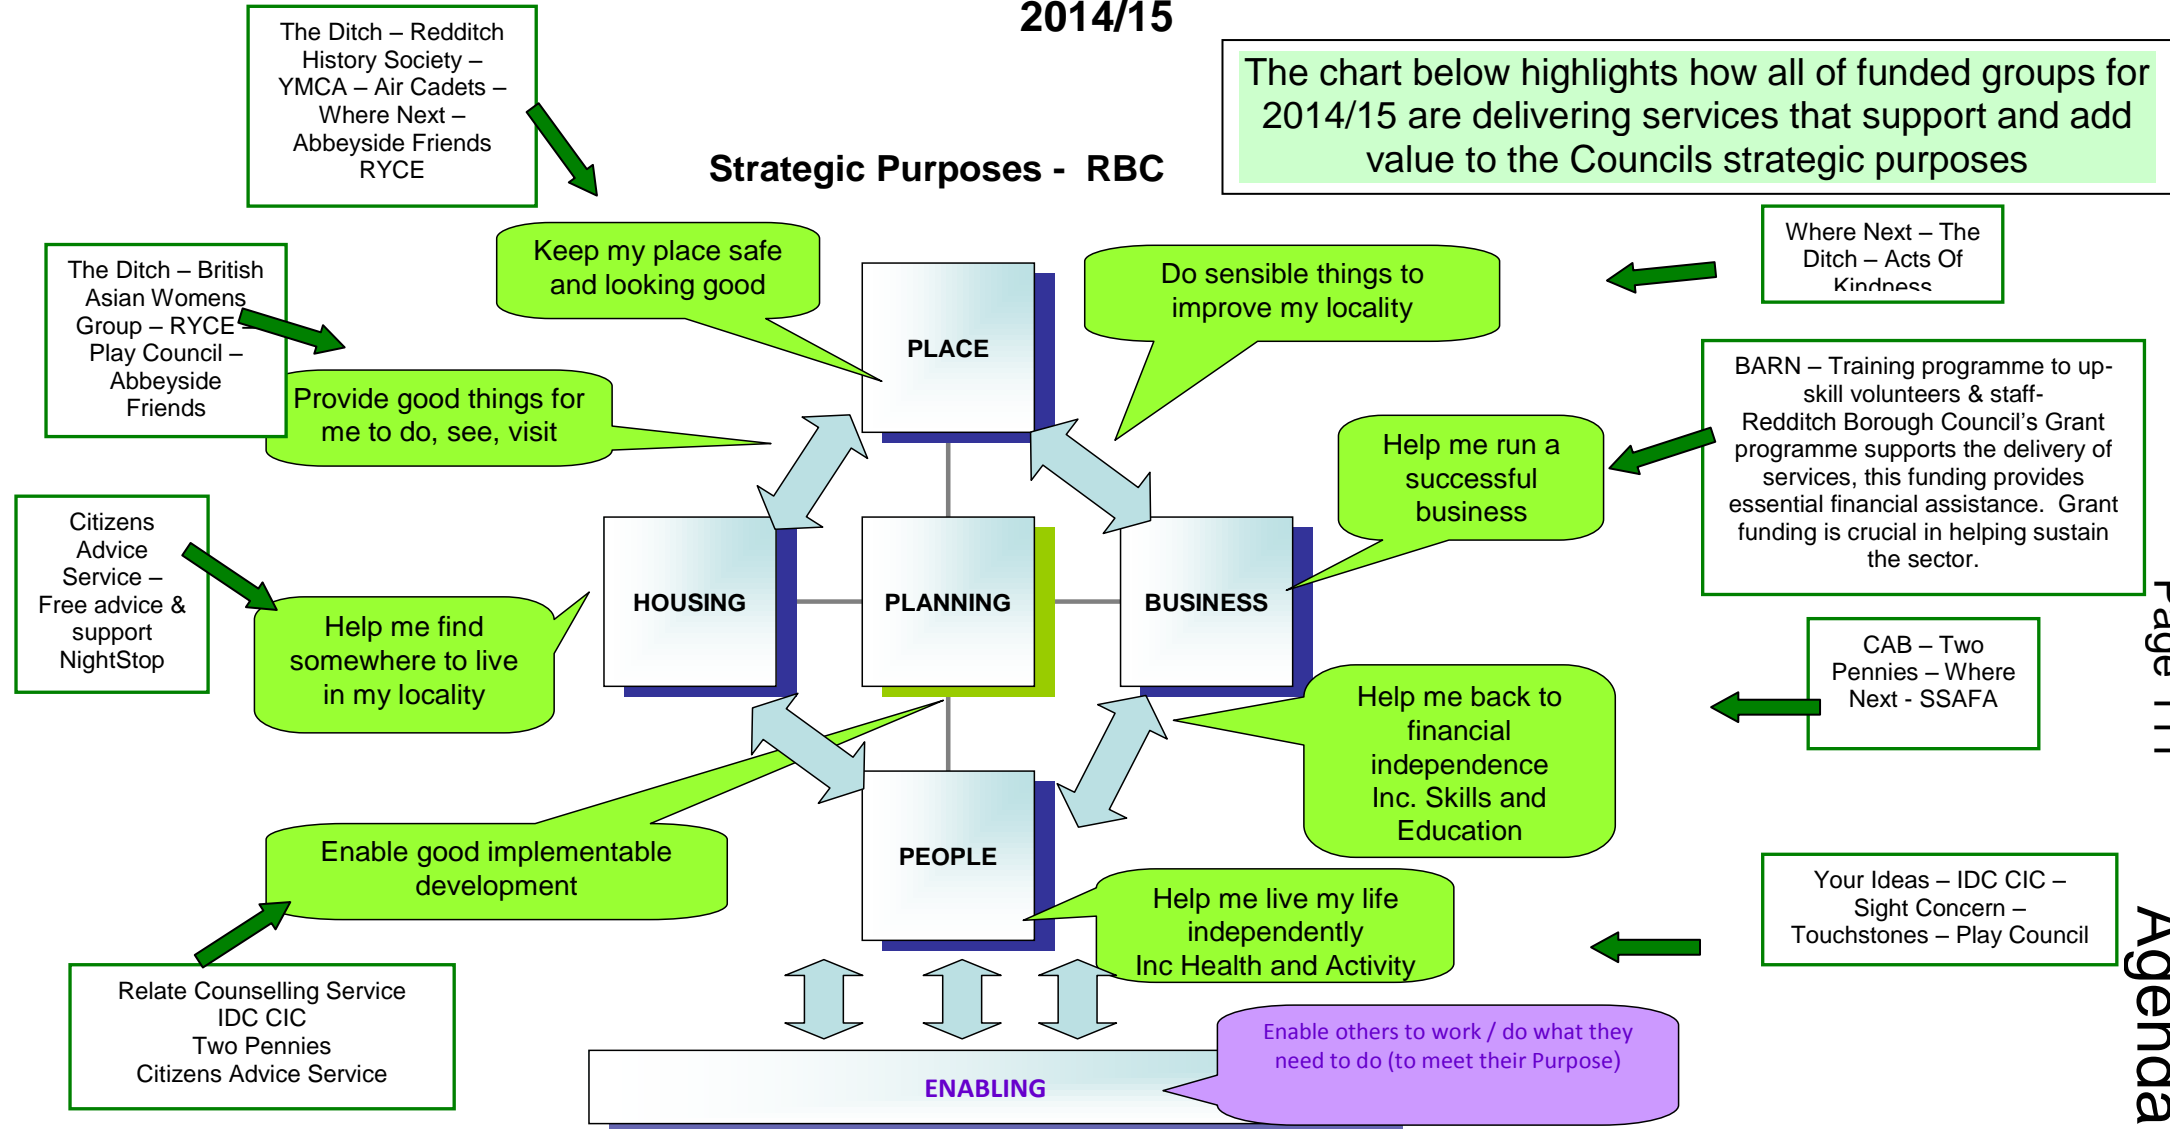 2014/15
The chart below highlights how all of funded groups for
2014/15 are delivering services that support and add
value to the Councils strategic purposes
Strategic Purposes - RBC
The Ditch – Redditch
History Society –
YMCA – Air Cadets –
Where Next –
Abbeyside Friends
RYCE
Keep my place safe
and looking good
Do sensible things to
improve my locality
Where Next – The
Ditch – Acts Of
Kindness
The Ditch – British
Asian Womens
Group – RYCE –
Play Council –
Abbeyside
Friends
Provide good things for
me to do, see, visit
PLACE
BARN – Training programme to up-
skill volunteers & staff-
Redditch Borough Council's Grant
programme supports the delivery of
services, this funding provides
essential financial assistance. Grant
funding is crucial in helping sustain
the sector.
Help me run a
successful
business
Citizens
Advice
Service –
Free advice &
support
NightStop
Help me find
somewhere to live
in my locality
HOUSING
PLANNING
BUSINESS
CAB – Two
Pennies – Where
Next - SSAFA
Help me back to
financial
independence
Inc. Skills and
Education
Enable good implementable
development
PEOPLE
Help me live my life
independently
Inc Health and Activity
Your Ideas – IDC CIC –
Sight Concern –
Touchstones – Play Council
Relate Counselling Service
IDC CIC
Two Pennies
Citizens Advice Service
Enable others to work / do what they
need to do (to meet their Purpose)
ENABLING
Page
Agenda